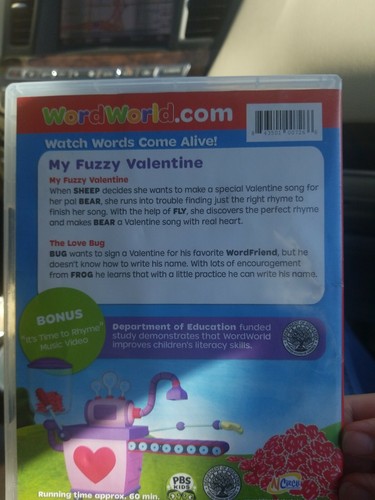 WordWorld.com
Watch Words Come Alive!
My Fuzzy Valentine
My Fuzzy Valentine
When SHEEP decides she wants to make a special Valentine song for
her pal BEAR, she runs into trouble finding just the right rhyme to
finish her song. With the help of FLY, she discovers the perfect rhyme
and makes BEAR a Valentine song with real heart.
The Love Bug
BUG wants to sign a Valentine for his favorite WordFriend, but he
doesn't know how to write his name. With lots of encouragement
from FROG he learns that with a little practice he can write his name.
BONUS
"It's Time to Rhyme"
Music Video
Department of Education funded
study demonstrates that WordWorld
improves children's literacy skills.
PBS
KIDS
NCircle
Running time approx. 60 min.